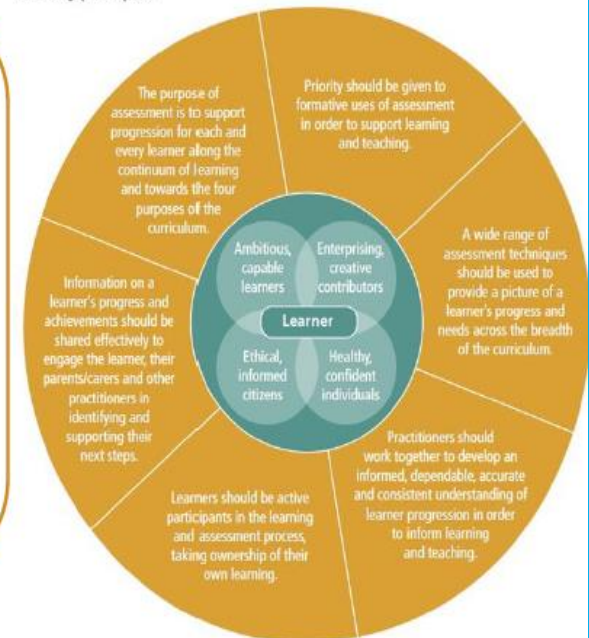 The purpose of
assessment is to support
progression for each and
every learner along the
continuum of learning
and towards the four
purposes of the
curriculum.
Priority should be given to
formative uses of assessment
in order to support learning
and teaching.
A wide range of
assessment techniques
should be used to
provide a picture of a
learner's progress and
needs across the breadth
of the curriculum.
Practitioners should
work together to develop an
informed, dependable, accurate
and consistent understanding of
learner progression in order
to inform learning
and teaching.
Learners should be active
participants in the learning
and assessment process,
taking ownership of their
own learning.
Information on a
learner's progress and
achievements should be
shared effectively to
engage the learner, their
parents/carers and other
practitioners in
identifying and
supporting their
next steps.
Ambitious,
capable
learners
Enterprising,
creative
contributors
Learner
Ethical,
informed
citizens
Healthy,
confident
individuals